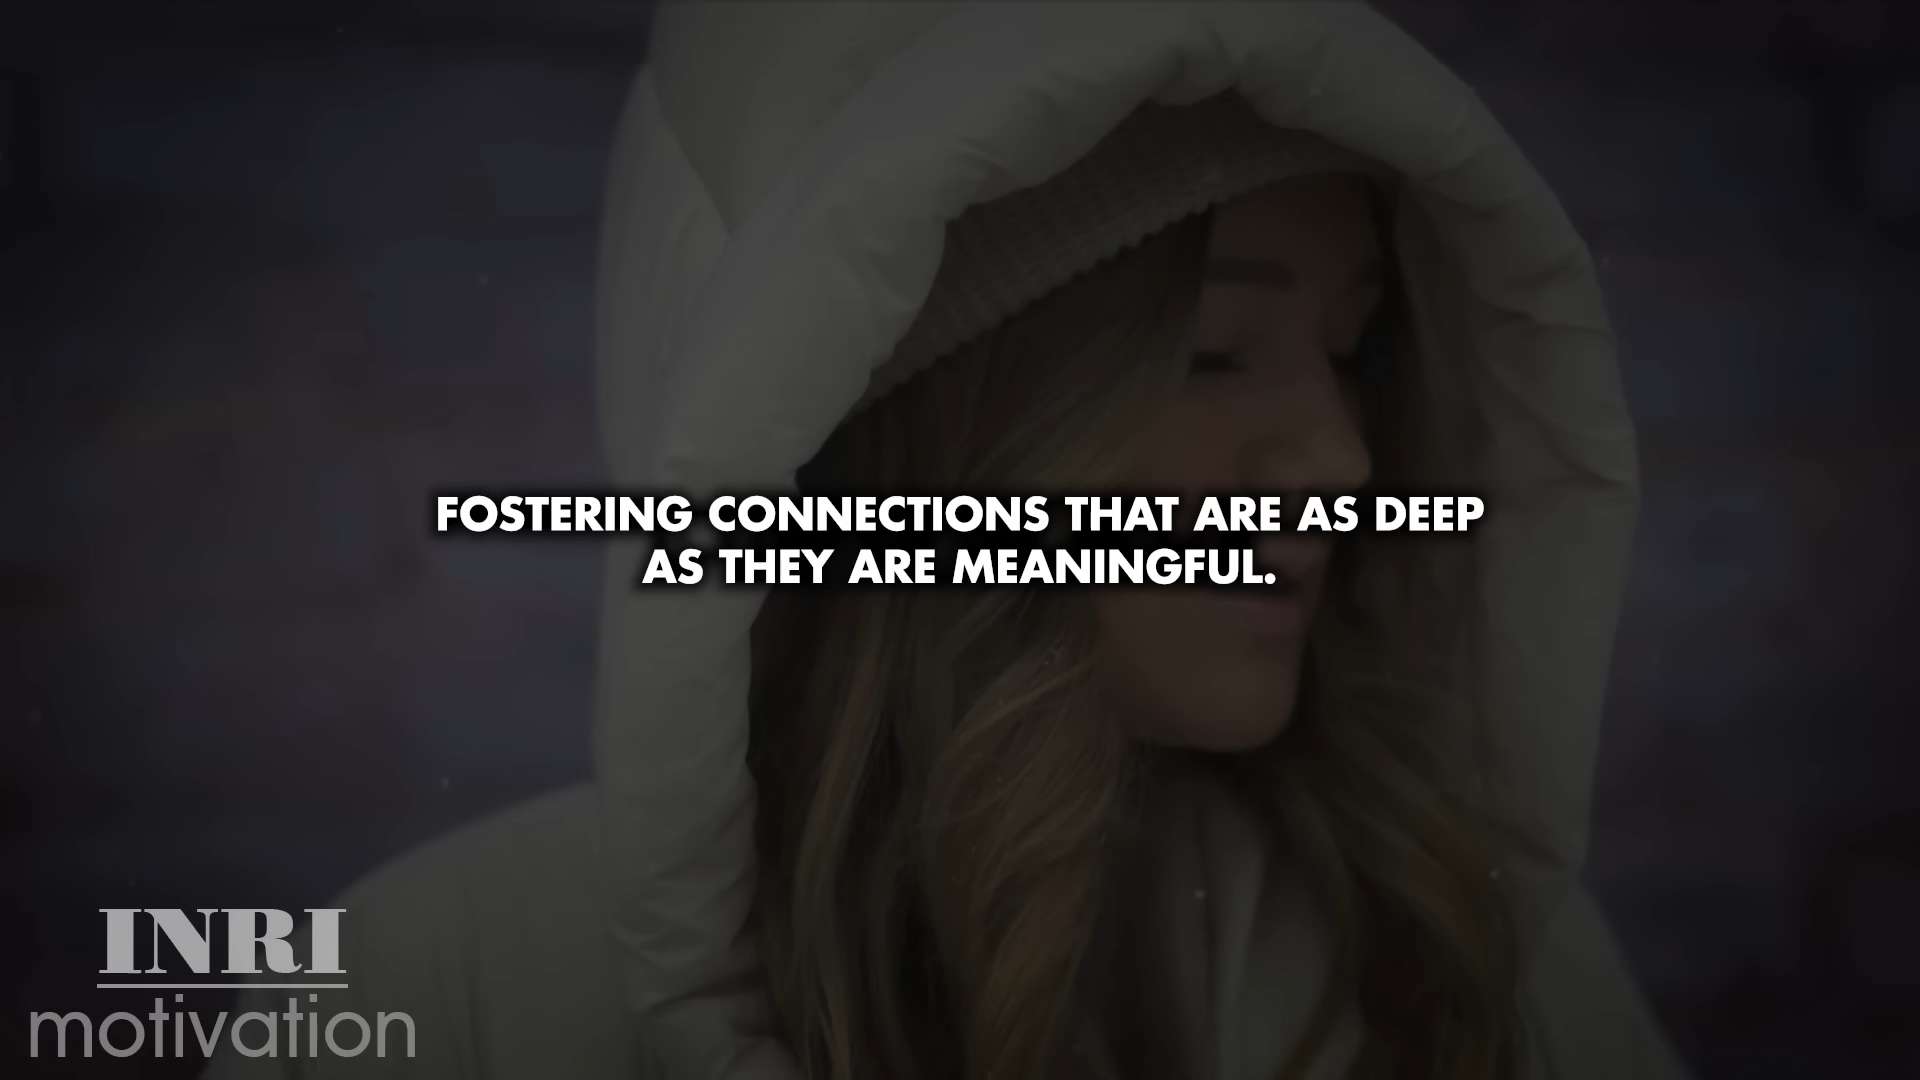 FOSTERING CONNECTIONS THAT ARE AS DEEP
AS THEY ARE MEANINGFUL.
INRI
motivation